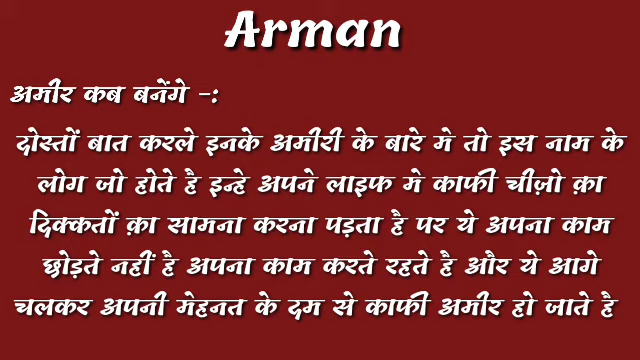 Arman
अमीर कब बनेंगे -:
दोस्तों बात करले इनके अमीरी के बारे मे तो इस नाम के
लोग जो होते है इन्हे अपने लाइफ मे काफी चीज़ो क़ा
दिक्कतों क़ा सामना करना पड़ता है पर ये अपना काम
छोड़ते नहीं है अपना काम करते रहते है और ये आगे
चलकर अपनी मेहनत के दम से काफी अमीर हो जाते है